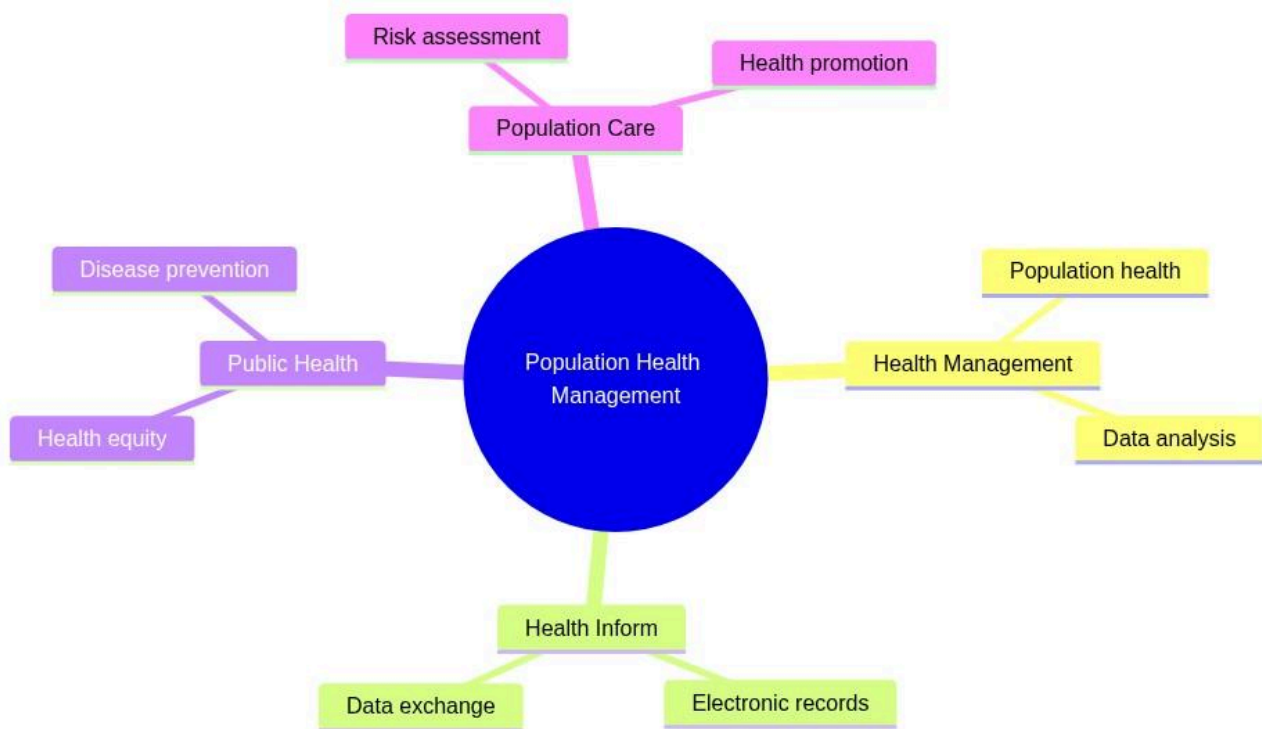 Risk assessment
Health promotion
Population Care
Disease prevention
Population health
Public Health
Population Health
Management
Health Management
Health equity
Data analysis
Health Inform
Data exchange
Electronic records